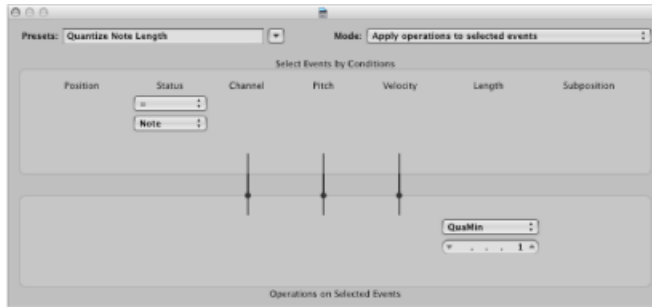 Presets: Quantize Note Length Mode: Apply operations to selected events
Select Events by Conditions
Position Status Channel Pitch Velocity Length Subposition
=
Note
QuaMin
. . . 1
Operations on Selected Events